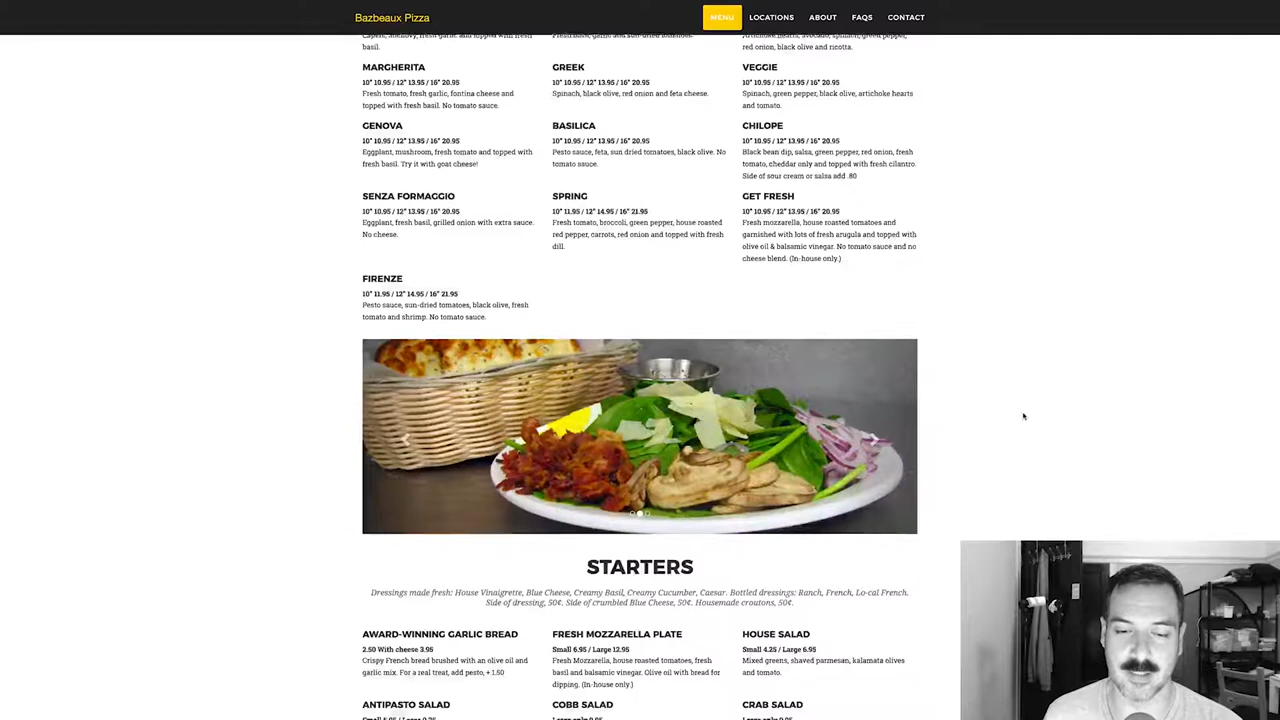 Bazbeaux Pizza
MENU LOCATIONS ABOUT FAQS CONTACT
basil.
red onion, black olive and ricotta.
MARGHERITA
10" 10.95 / 12" 13.95 / 16" 20.95
Fresh tomato, fresh garlic, fontina cheese and
topped with fresh basil. No tomato sauce.
GREEK
10" 10.95 / 12" 13.95 / 16" 20.95
Spinach, black olive, red onion and feta cheese.
VEGGIE
10" 10.95 / 12" 13.95 / 16" 20.95
Spinach, green pepper, black olive, artichoke hearts
and tomato.
GENOVA
10" 10.95 / 12" 13.95 / 16" 20.95
Eggplant, mushroom, fresh tomato and topped with
fresh basil. Try it with goat cheese!
BASILICA
10" 10.95 / 12" 13.95 / 16" 20.95
Pesto sauce, feta, sun dried tomatoes, black olive. No
tomato sauce.
CHILOPE
10" 10.95 / 12" 13.95 / 16" 20.95
Black bean dip, salsa, green pepper, red onion, fresh
tomato, cheddar only and topped with fresh cilantro.
Side of sour cream or salsa add .80
SENZA FORMAGGIO
10" 10.95 / 12" 13.95 / 16" 20.95
Eggplant, fresh basil, grilled onion with extra sauce.
No cheese.
SPRING
10" 11.95 / 12" 14.95 / 16" 21.95
Fresh tomato, broccoli, green pepper, house roasted
red pepper, carrots, red onion and topped with fresh
dill.
GET FRESH
10" 10.95 / 12" 13.95 / 16" 20.95
Fresh mozzarella, house roasted tomatoes and
garnished with lots of fresh arugula and topped with
olive oil & balsamic vinegar. No tomato sauce and no
cheese blend. (In-house only.)
FIRENZE
10" 11.95 / 12" 14.95 / 16" 21.95
Pesto sauce, sun-dried tomatoes, black olive, fresh
tomato and shrimp. No tomato sauce.
STARTERS
Dressings made fresh: House Vinaigrette, Blue Cheese, Creamy Basil, Creamy Cucumber, Caesar. Bottled dressings: Ranch, French, Lo-cal French.
Side of dressing, 50¢. Side of crumbled Blue Cheese, 50¢. Housemade croutons, 50¢.
AWARD-WINNING GARLIC BREAD
2.50 With cheese 3.95
Crispy French bread brushed with an olive oil and
garlic mix. For a real treat, add pesto, + 1.50
FRESH MOZZARELLA PLATE
Small 6.95 / Large 12.95
Fresh Mozzarella, house roasted tomatoes, fresh
basil and balsamic vinegar. Olive oil with bread for
dipping. (In-house only.)
HOUSE SALAD
Small 4.25 / Large 6.95
Mixed greens, shaved parmesan, kalamata olives
and tomato.
ANTIPASTO SALAD
COBB SALAD
CRAB SALAD